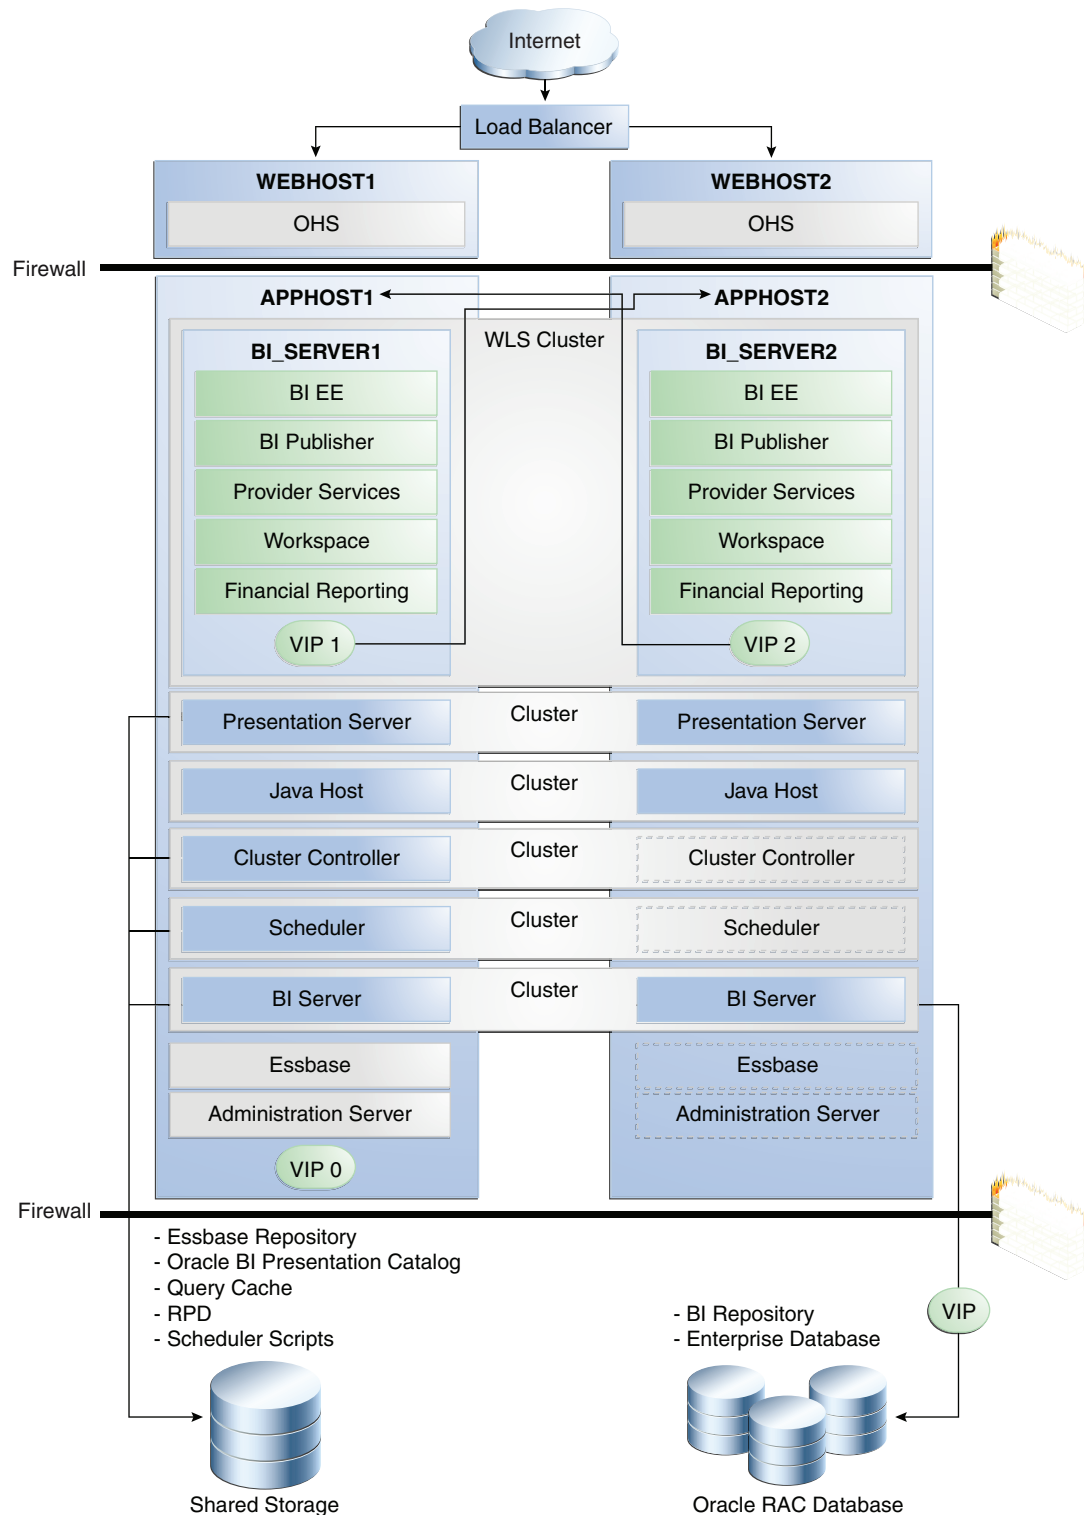 Internet
Load Balancer
WEBHOST1
WEBHOST2
OHS
OHS
Firewall
APPHOST1
APPHOST2
WLS Cluster
BI_SERVER1
BI_SERVER2
BI EE
BI EE
BI Publisher
BI Publisher
Provider Services
Provider Services
Workspace
Workspace
Financial Reporting
Financial Reporting
VIP 1
VIP 2
Presentation Server
Cluster
Presentation Server
Java Host
Cluster
Java Host
Cluster Controller
Cluster
Cluster Controller
Scheduler
Cluster
Scheduler
BI Server
Cluster
BI Server
Essbase
Essbase
Administration Server
Administration Server
VIP 0
Firewall
- Essbase Repository
- Oracle BI Presentation Catalog
- Query Cache
- RPD
- Scheduler Scripts
- BI Repository
- Enterprise Database
VIP
Shared Storage
Oracle RAC Database